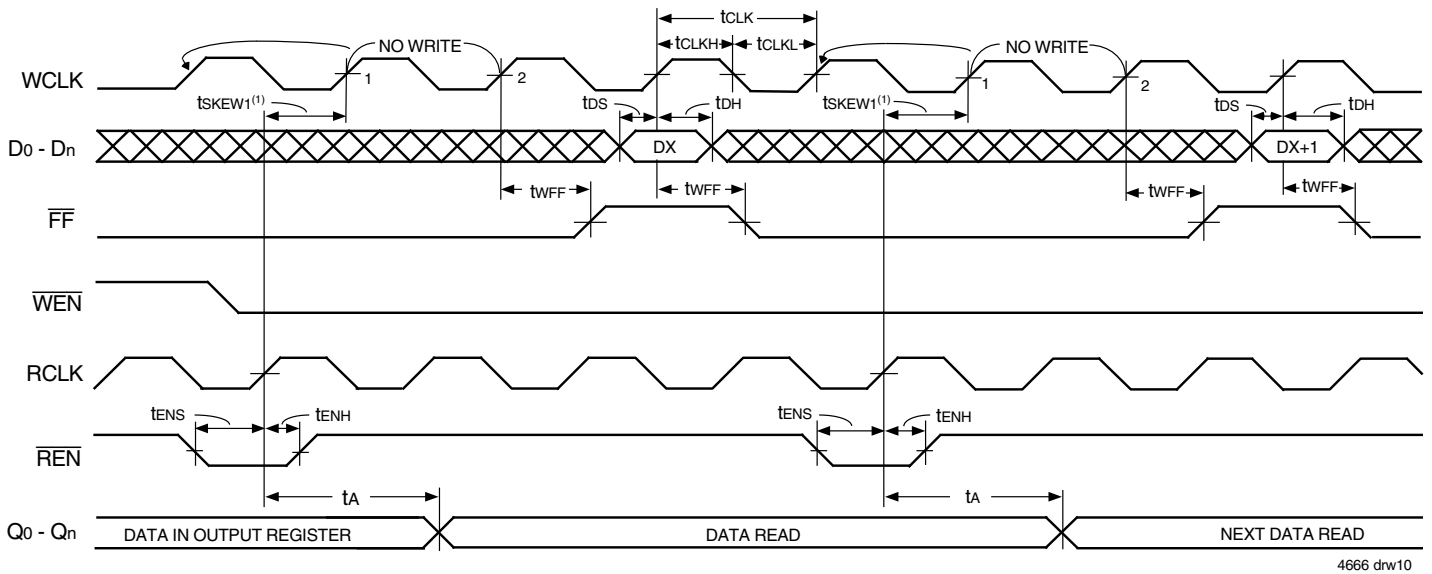 tCLK
NO WRITE tCLKH tCLKL NO WRITE
WCLK 1 2 1 2
tSKEW1(1) tDS tDH tSKEW1(1) tDS tDH
D0 - Dn DX DX+1
tWFF tWFF tWFF tWFF
FF
WEN
RCLK
tENS tENH tENS tENH
REN
tA tA
Q0 - Qn DATA IN OUTPUT REGISTER DATA READ NEXT DATA READ
4666 drw10